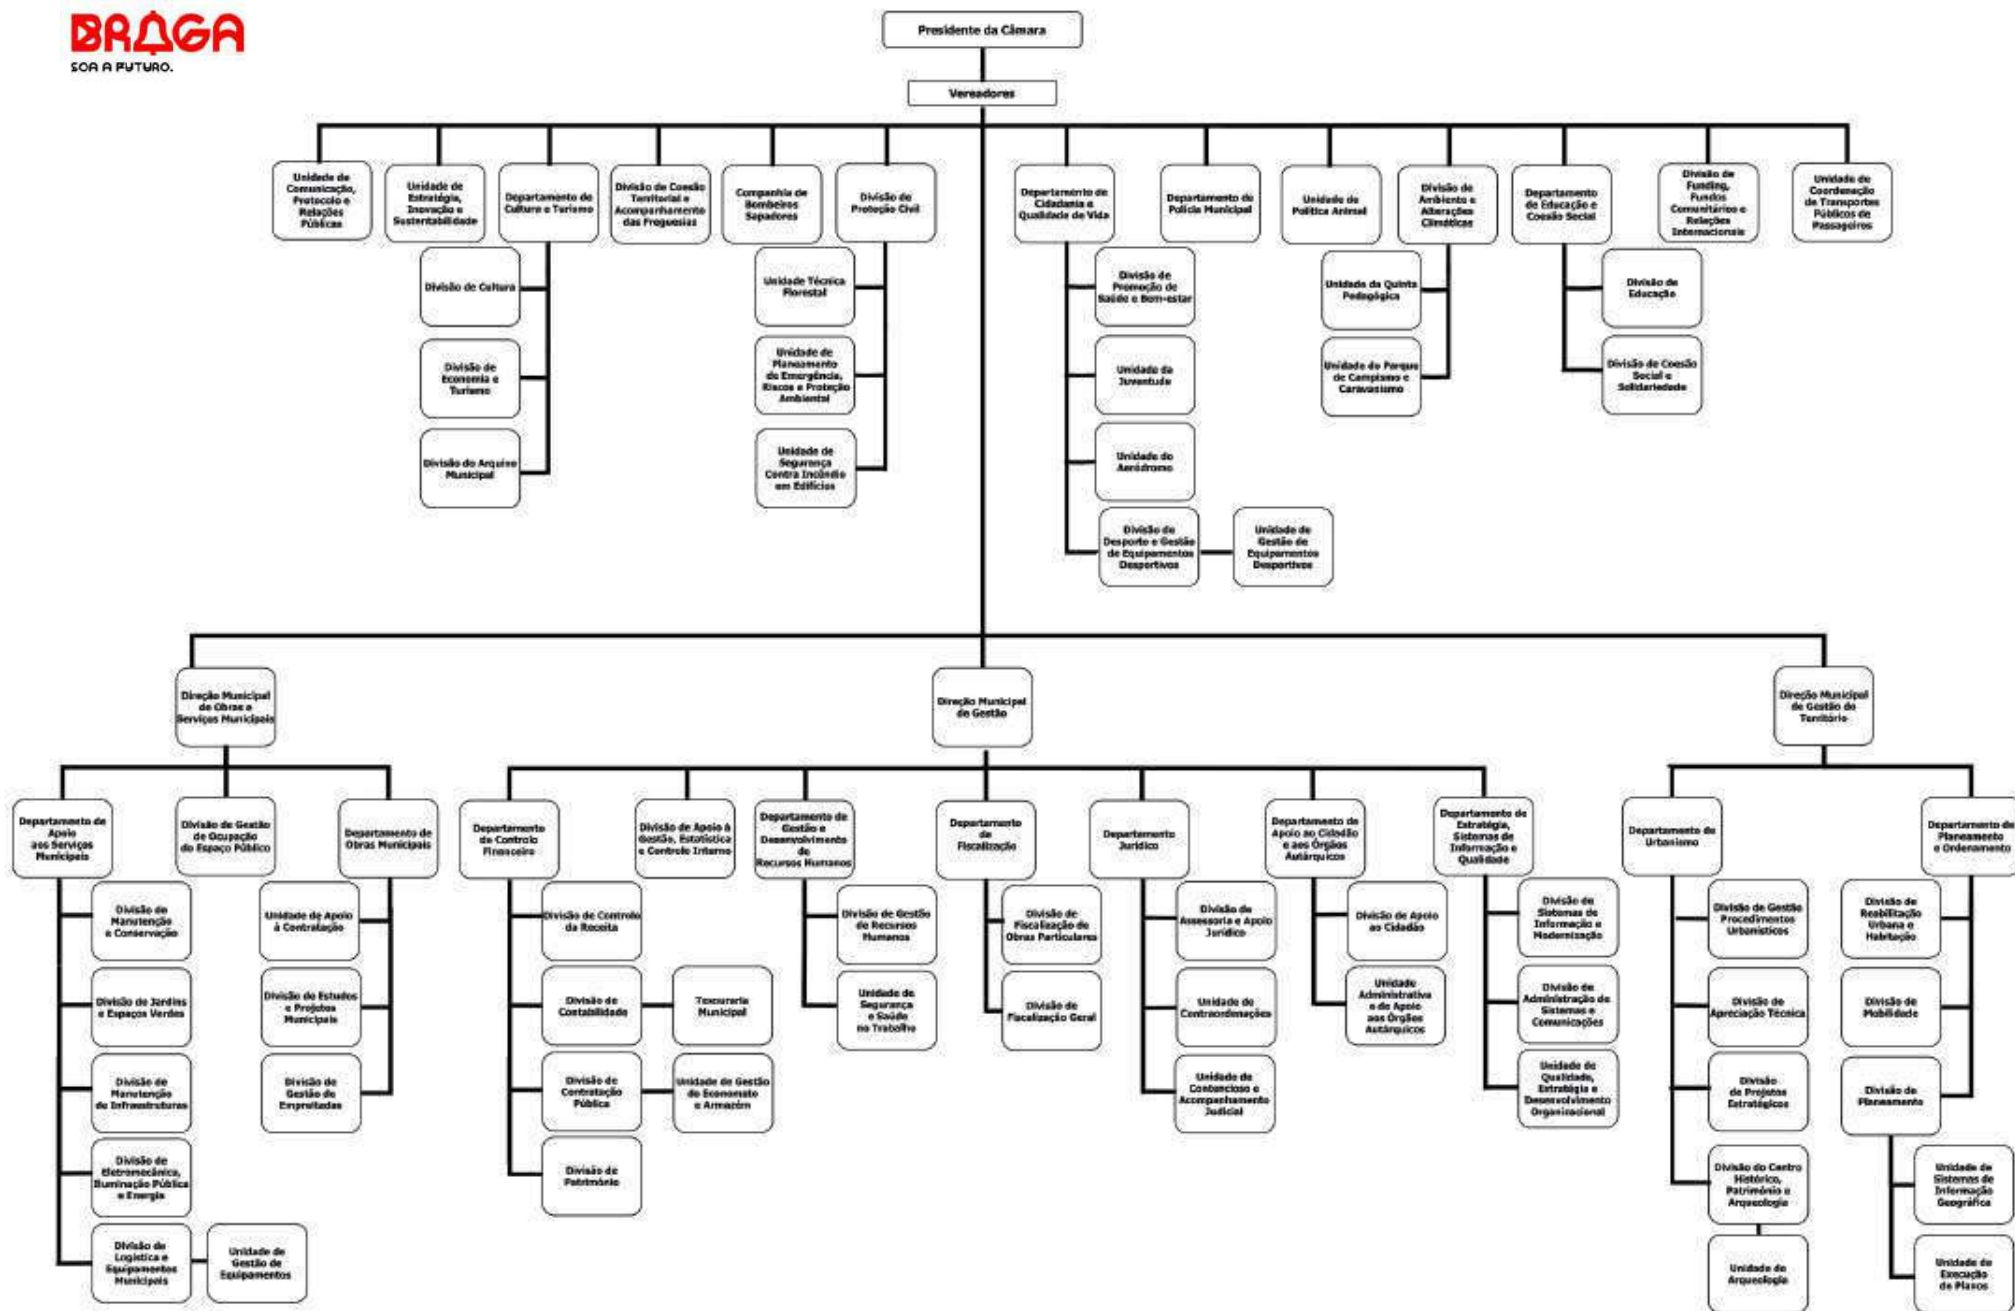 BRAGA
SOA A FUTURO.
Presidente da Câmara
Vereadores
Unidade de
Comunicação,
Protocolo e
Relações
Públicas
Unidade de
Estratégia,
Inovação e
Sustentabilidade
Departamento de
Cultura e Turismo
Divisão de Coesão
Territorial e
Acompanhamento
das Freguesias
Companhia de
Bombeiros
Sapadores
Divisão de
Proteção Civil
Departamento de
Cidadania e
Qualidade de Vida
Departamento de
Polícia Municipal
Unidade de
Política Animal
Divisão de
Ambiente e
Alterações
Climáticas
Departamento
de Educação e
Coesão Social
Divisão de
Funding,
Fundos
Comunitários e
Relações
Internacionais
Unidade de
Coordenação
de Transportes
Públicos de
Passageiros
Divisão de Cultura
Divisão de
Economia e
Turismo
Divisão do Arquivo
Municipal
Unidade Técnica
Florestal
Unidade de
Planeamento
de Emergência,
Riscos e Proteção
Ambiental
Unidade de
Segurança
Contra Incêndio
em Edifícios
Divisão de
Promoção de
Saúde e Bem-estar
Unidade da
Juventude
Unidade do
Aeródromo
Divisão de
Desporto e Gestão
de Equipamentos
Desportivos
Unidade de
Gestão de
Equipamentos
Desportivos
Unidade da Quinta
Pedagógica
Unidade do Parque
de Campismo e
Caravanismo
Divisão de
Educação
Divisão de Coesão
Social e
Solidariedade
Direção Municipal
de Obras e
Serviços Municipais
Direção Municipal
de Gestão
Direção Municipal
de Gestão do
Território
Departamento de
Apoio
aos Serviços
Municipais
Divisão de Gestão
de Ocupação
do Espaço Público
Departamento de
Obras Municipais
Departamento
de Controlo
Financeiro
Divisão de Apoio à
Gestão, Estatística
e Controlo Interno
Departamento de
Gestão e
Desenvolvimento
de
Recursos Humanos
Departamento
de
Fiscalização
Departamento
Jurídico
Departamento de
Apoio ao Cidadão
e aos Órgãos
Autárquicos
Departamento de
Estratégia,
Sistemas de
Informação e
Qualidade
Departamento de
Urbanismo
Departamento de
Planeamento
e Ordenamento
Divisão de
Manutenção
e Conservação
Divisão de Jardins
e Espaços Verdes
Divisão de
Manutenção
de Infraestruturas
Divisão de
Eletromecânica,
Iluminação Pública
e Energia
Divisão de
Logística e
Equipamentos
Municipais
Unidade de
Gestão de
Equipamentos
Unidade de Apoio
à Contratação
Divisão de Estudos
e Projetos
Municipais
Divisão de
Gestão de
Empreitadas
Divisão de Controlo
da Receita
Divisão de
Contabilidade
Tesouraria
Municipal
Divisão de
Contratação
Pública
Unidade de Gestão
do Economato
e Armazém
Divisão de
Património
Divisão de Gestão
de Recursos
Humanos
Unidade de
Segurança
e Saúde
no Trabalho
Divisão de
Fiscalização de
Obras Particulares
Divisão de
Fiscalização Geral
Divisão de
Assessoria e Apoio
Jurídico
Unidade de
Contraordenações
Unidade de
Contencioso e
Acompanhamento
Judicial
Divisão de Apoio
ao Cidadão
Unidade
Administrativa
e de Apoio
aos Órgãos
Autárquicos
Divisão de
Sistemas de
Informação e
Modernização
Divisão de
Administração de
Sistemas e
Comunicações
Unidade de
Qualidade,
Estratégia e
Desenvolvimento
Organizacional
Divisão de Gestão
Procedimentos
Urbanísticos
Divisão de
Apreciação Técnica
Divisão
de Projetos
Estratégicos
Divisão do Centro
Histórico,
Património e
Arqueologia
Unidade de
Arqueologia
Divisão de
Reabilitação
Urbana e
Habitação
Divisão de
Mobilidade
Divisão de
Planeamento
Unidade de
Sistemas de
Informação
Geográfica
Unidade de
Execução
de Planos